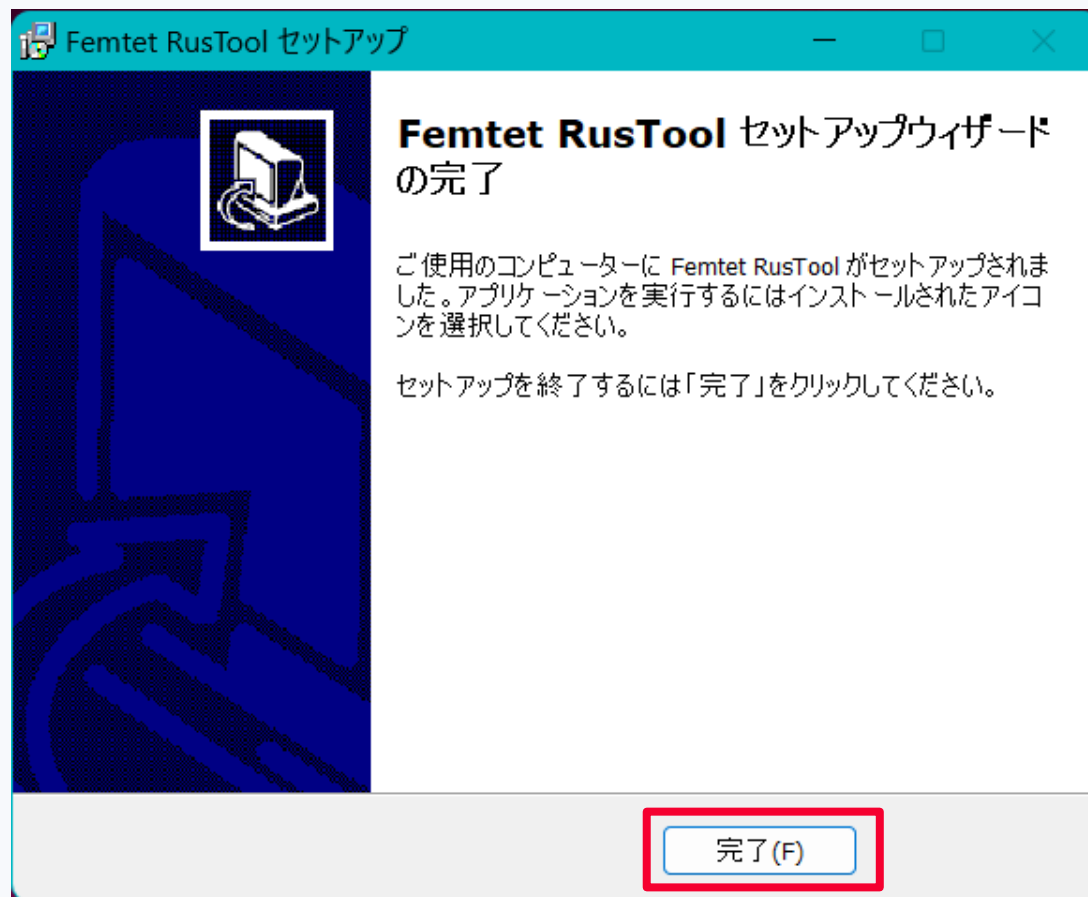 Femtet RusTool セットアップ
Femtet RusTool セットアップウィザード
の完了
ご使用のコンピューターに Femtet RusTool がセットアップされま
した。アプリケーションを実行するにはインストールされたアイコ
ンを選択してください。
セットアップを終了するには「完了」をクリックしてください。
完了(F)